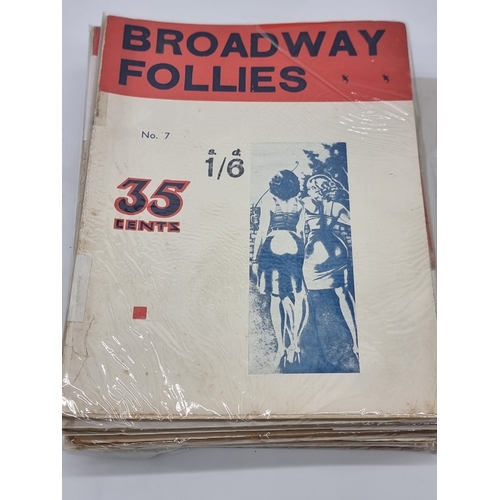 BROADWAY
FOLLIES
No. 7
s. d.
1/6
35
CENTS